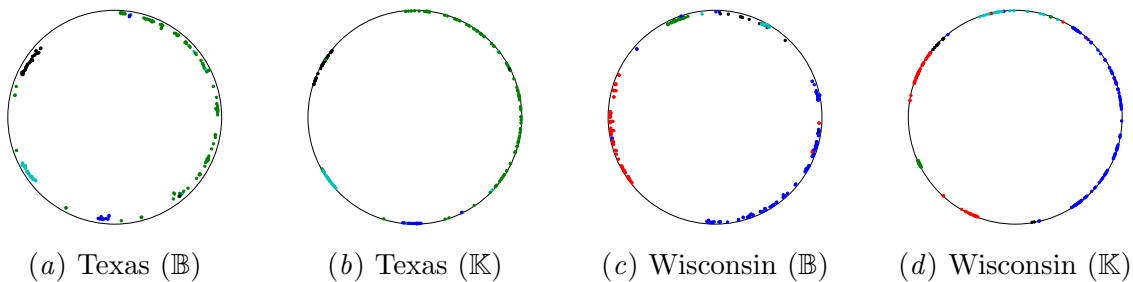 (a) Texas (𝔹) (b) Texas (𝕂) (c) Wisconsin (𝔹) (d) Wisconsin (𝕂)